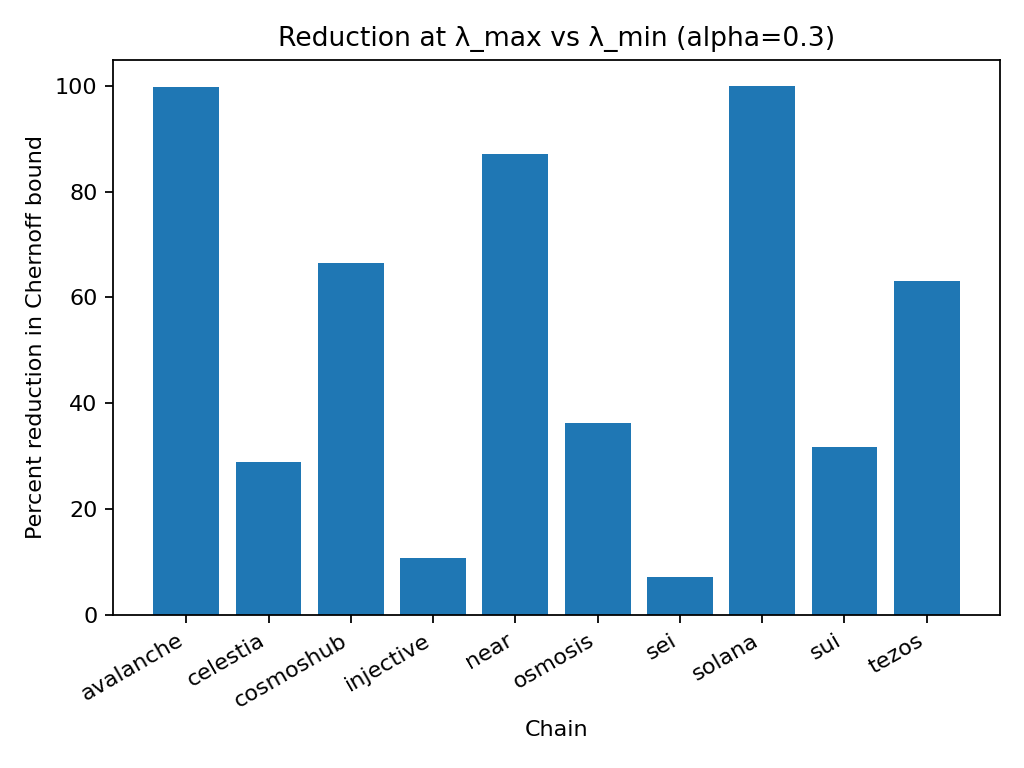 Reduction at λ_max vs λ_min (alpha=0.3)
Percent reduction in Chernoff bound
100
80
60
40
20
0
avalanche
celestia
cosmoshub
injective
near
osmosis
sei
solana
sui
tezos
Chain